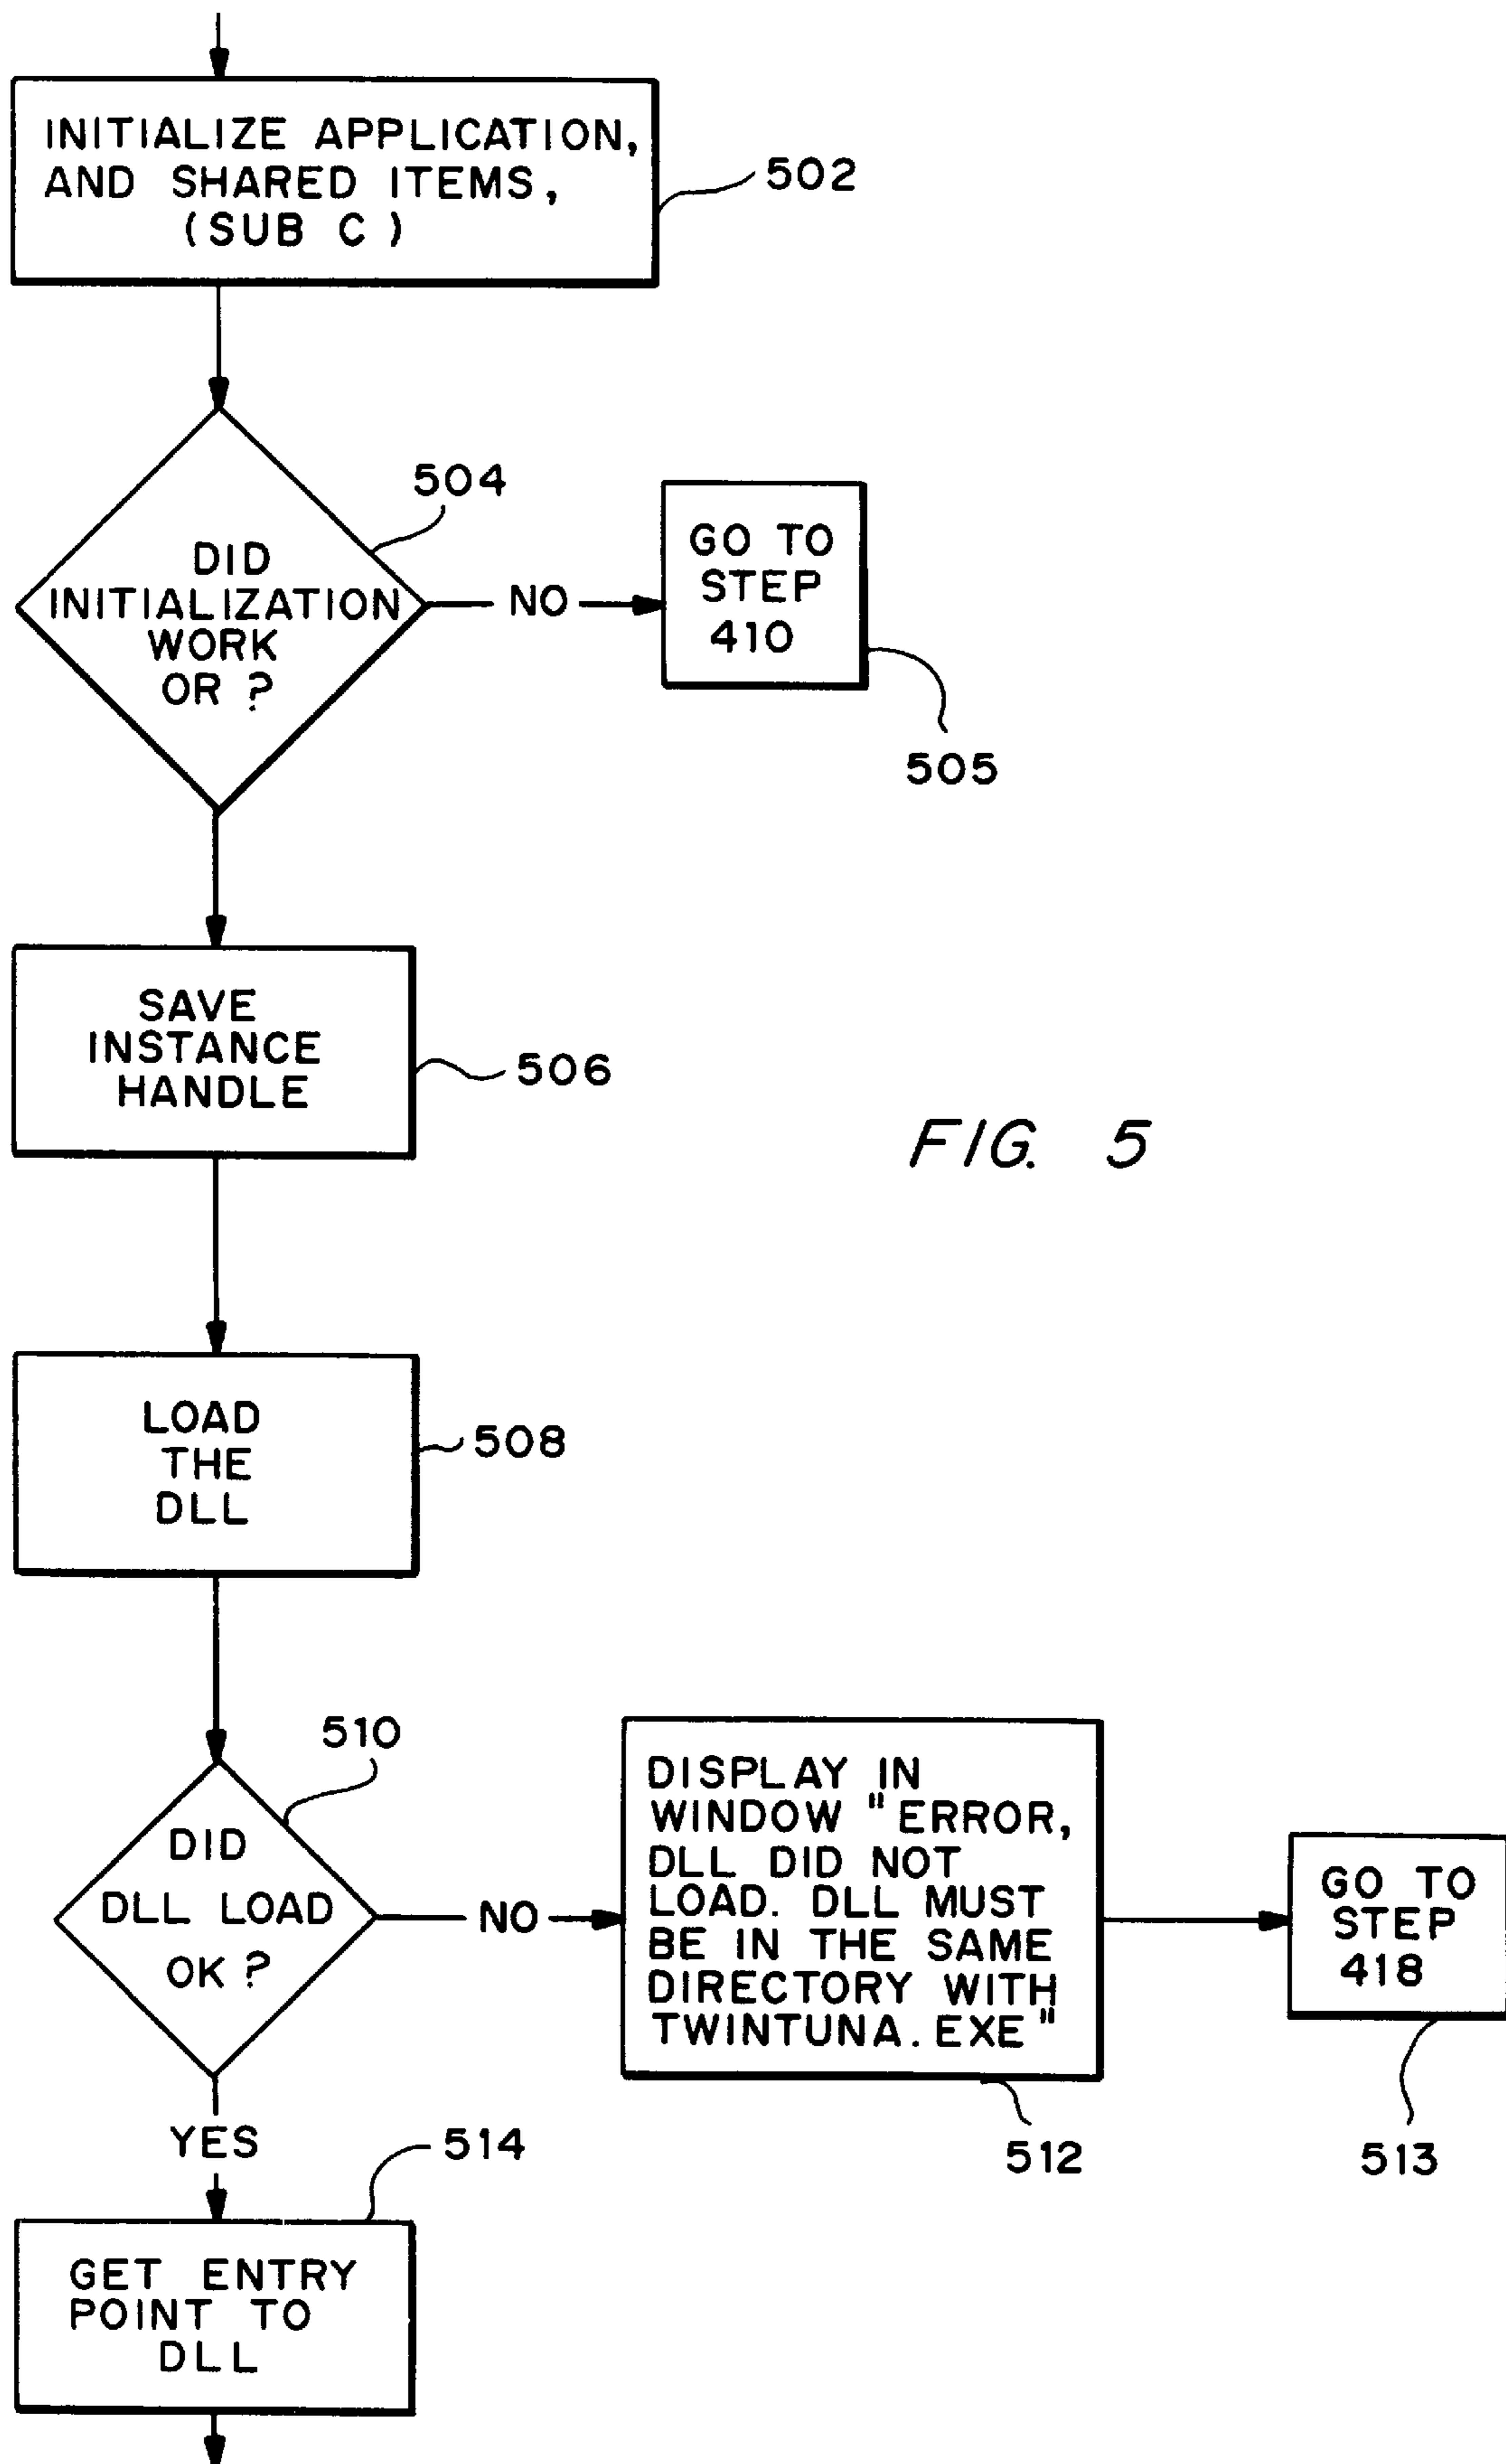 INITIALIZE APPLICATION,
AND SHARED ITEMS,
(SUB C)
502
504
DID
INITIALIZATION
WORK
OR ?
NO
GO TO
STEP
410
505
SAVE
INSTANCE
HANDLE
506
FIG. 5
LOAD
THE
DLL
508
510
DID
DLL LOAD
OK ?
NO
DISPLAY IN
WINDOW "ERROR,
DLL DID NOT
LOAD. DLL MUST
BE IN THE SAME
DIRECTORY WITH
TWINTUNA.EXE"
512
GO TO
STEP
418
513
YES
514
GET ENTRY
POINT TO
DLL